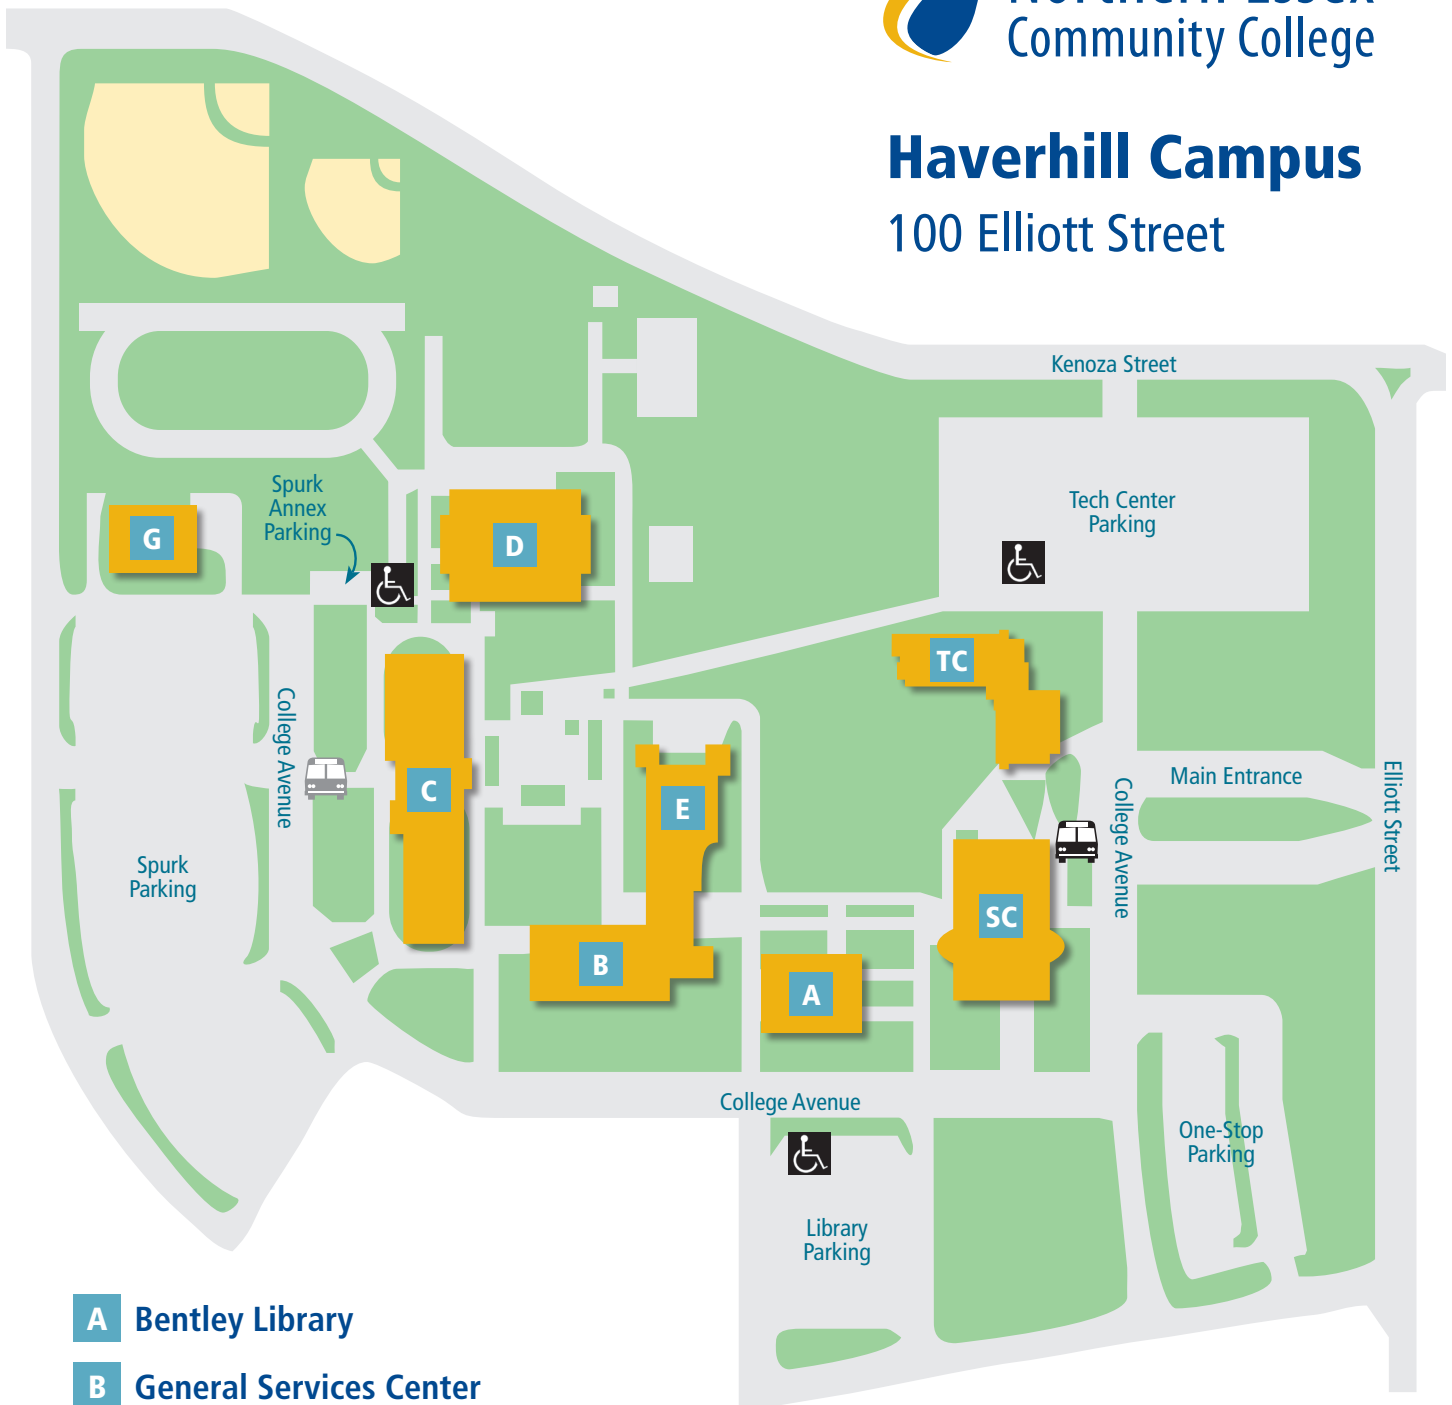 Northern Essex
Community College
Haverhill Campus
100 Elliott Street
Kenoza Street
Spurk
Annex
Parking
Tech Center
Parking
G
D
TC
College Avenue
C
E
Main Entrance
College Avenue
Elliott Street
Spurk
Parking
SC
B
A
College Avenue
One-Stop
Parking
Library
Parking
A Bentley Library
B General Services Center